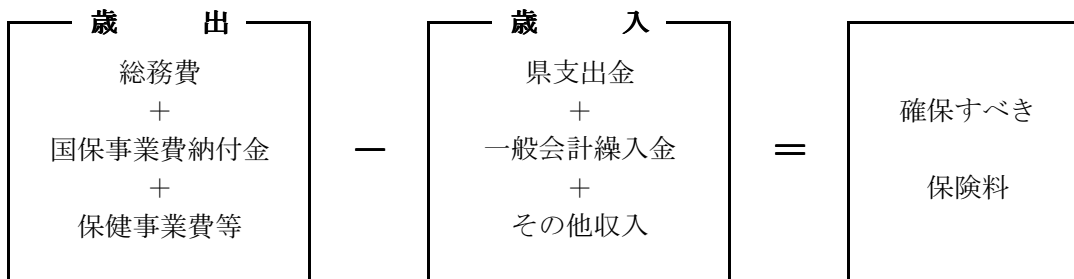 歳　出
総務費
＋
国保事業費納付金
＋
保健事業費等
－
歳　入
県支出金
＋
一般会計繰入金
＋
その他収入
＝
確保すべき
保険料